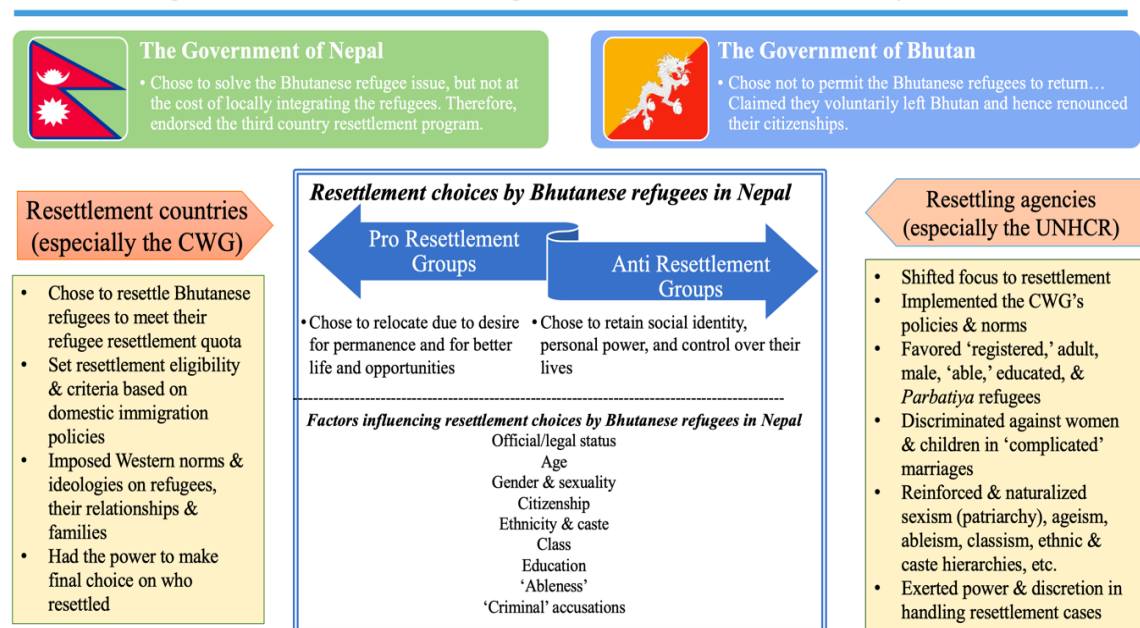 The Government of Nepal
• Chose to solve the Bhutanese refugee issue, but not at
the cost of locally integrating the refugees. Therefore,
endorsed the third country resettlement program.
The Government of Bhutan
• Chose not to permit the Bhutanese refugees to return…
Claimed they voluntarily left Bhutan and hence renounced
their citizenships.
Resettlement countries
(especially the CWG)
• Chose to resettle Bhutanese
refugees to meet their
refugee resettlement quota
• Set resettlement eligibility
& criteria based on
domestic immigration
policies
• Imposed Western norms &
ideologies on refugees,
their relationships &
families
• Had the power to make
final choice on who
resettled
Resettlement choices by Bhutanese refugees in Nepal
Pro Resettlement
Groups
Anti Resettlement
Groups
• Chose to relocate due to desire
for permanence and for better
life and opportunities
• Chose to retain social identity,
personal power, and control over their
lives
Factors influencing resettlement choices by Bhutanese refugees in Nepal
Official/legal status
Age
Gender & sexuality
Citizenship
Ethnicity & caste
Class
Education
‘Ableness’
‘Criminal’ accusations
Resettling agencies
(especially the UNHCR)
• Shifted focus to resettlement
• Implemented the CWG’s
policies & norms
• Favored ‘registered,’ adult,
male, ‘able,’ educated, &
Parbatiya refugees
• Discriminated against women
& children in ‘complicated’
marriages
• Reinforced & naturalized
sexism (patriarchy), ageism,
ableism, classism, ethnic &
caste hierarchies, etc.
• Exerted power & discretion in
handling resettlement cases